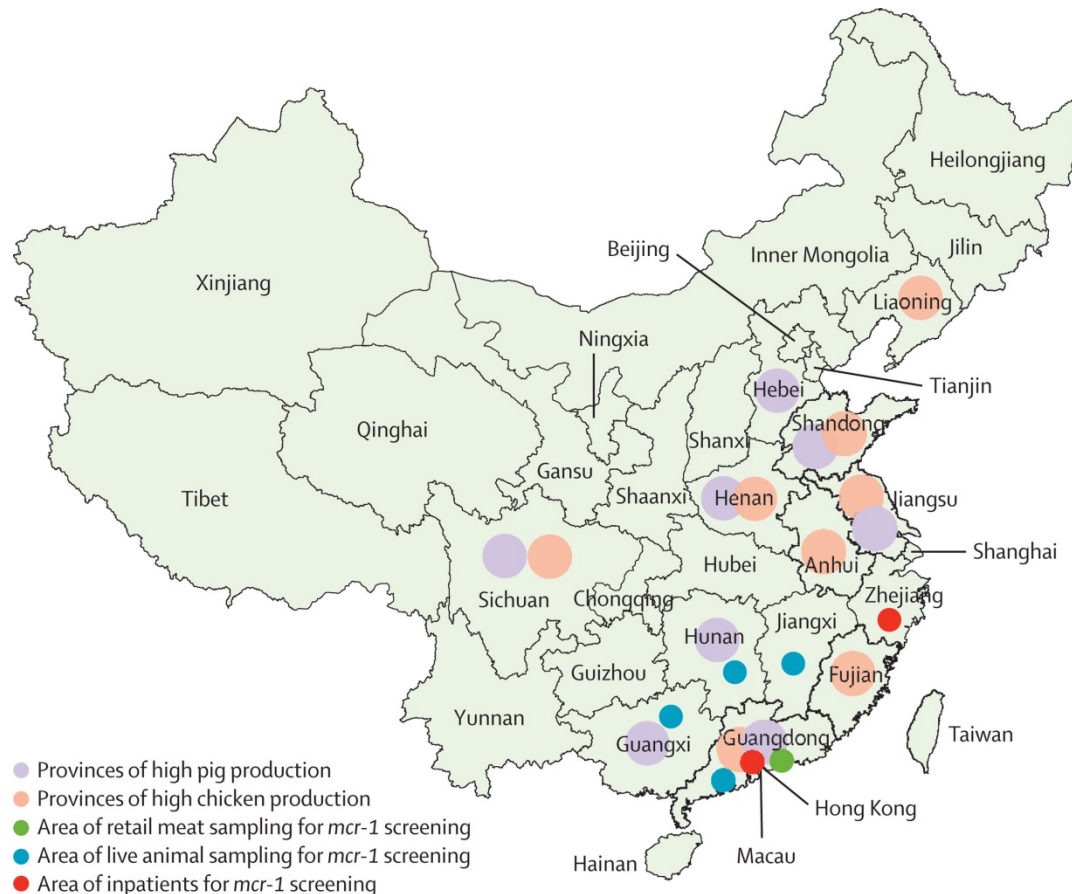 Heilongjiang
Jilin
Inner Mongolia
Beijing
Xinjiang
Liaoning
Ningxia
Tianjin
Hebei
Qinghai
Shandong
Shanxi
Gansu
Tibet
Shaanxi
Henan
Jiangsu
Shanghai
Hubei
Anhui
Sichuan
Chongqing
Zhejiang
Jiangxi
Hunan
Guizhou
Fujian
Yunnan
Guangxi
Guangdong
Taiwan
Hong Kong
Macau
Hainan
Provinces of high pig production
Provinces of high chicken production
Area of retail meat sampling for mcr-1 screening
Area of live animal sampling for mcr-1 screening
Area of inpatients for mcr-1 screening